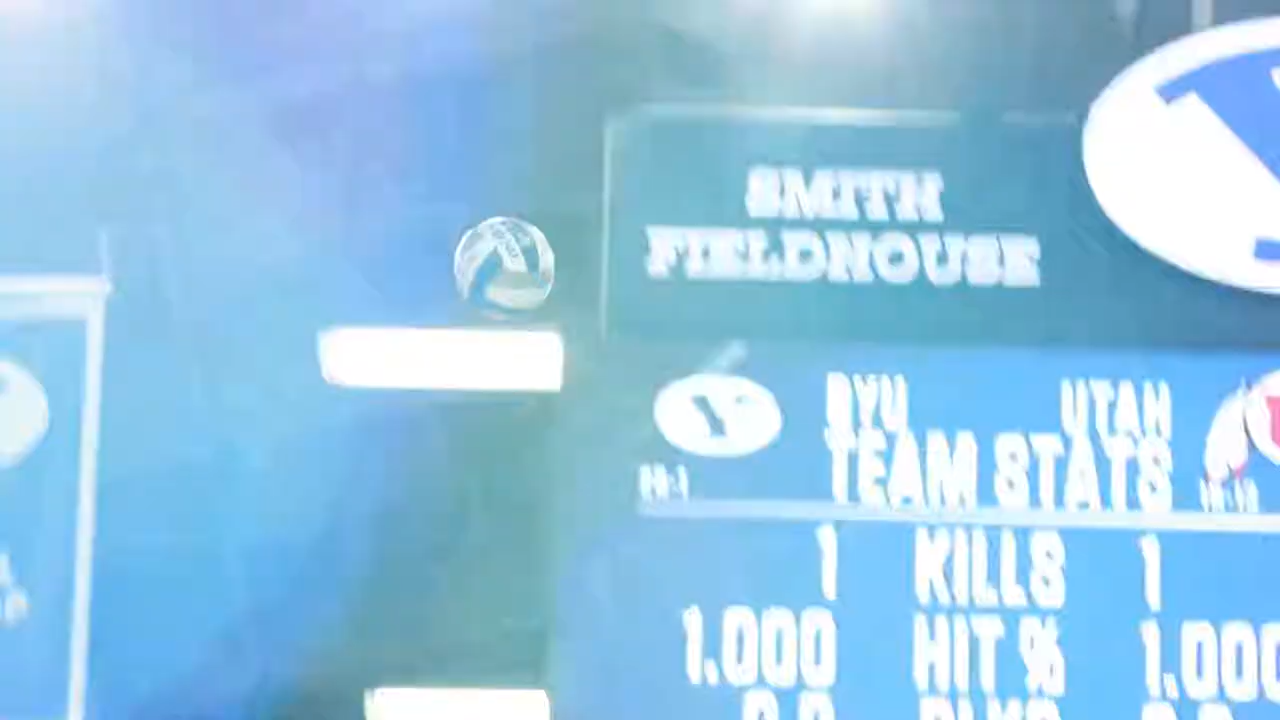 SMITH
FIELDHOUSE
BYU UTAH
TEAM STATS
1 KILLS 1
1.000 HIT % 1.000